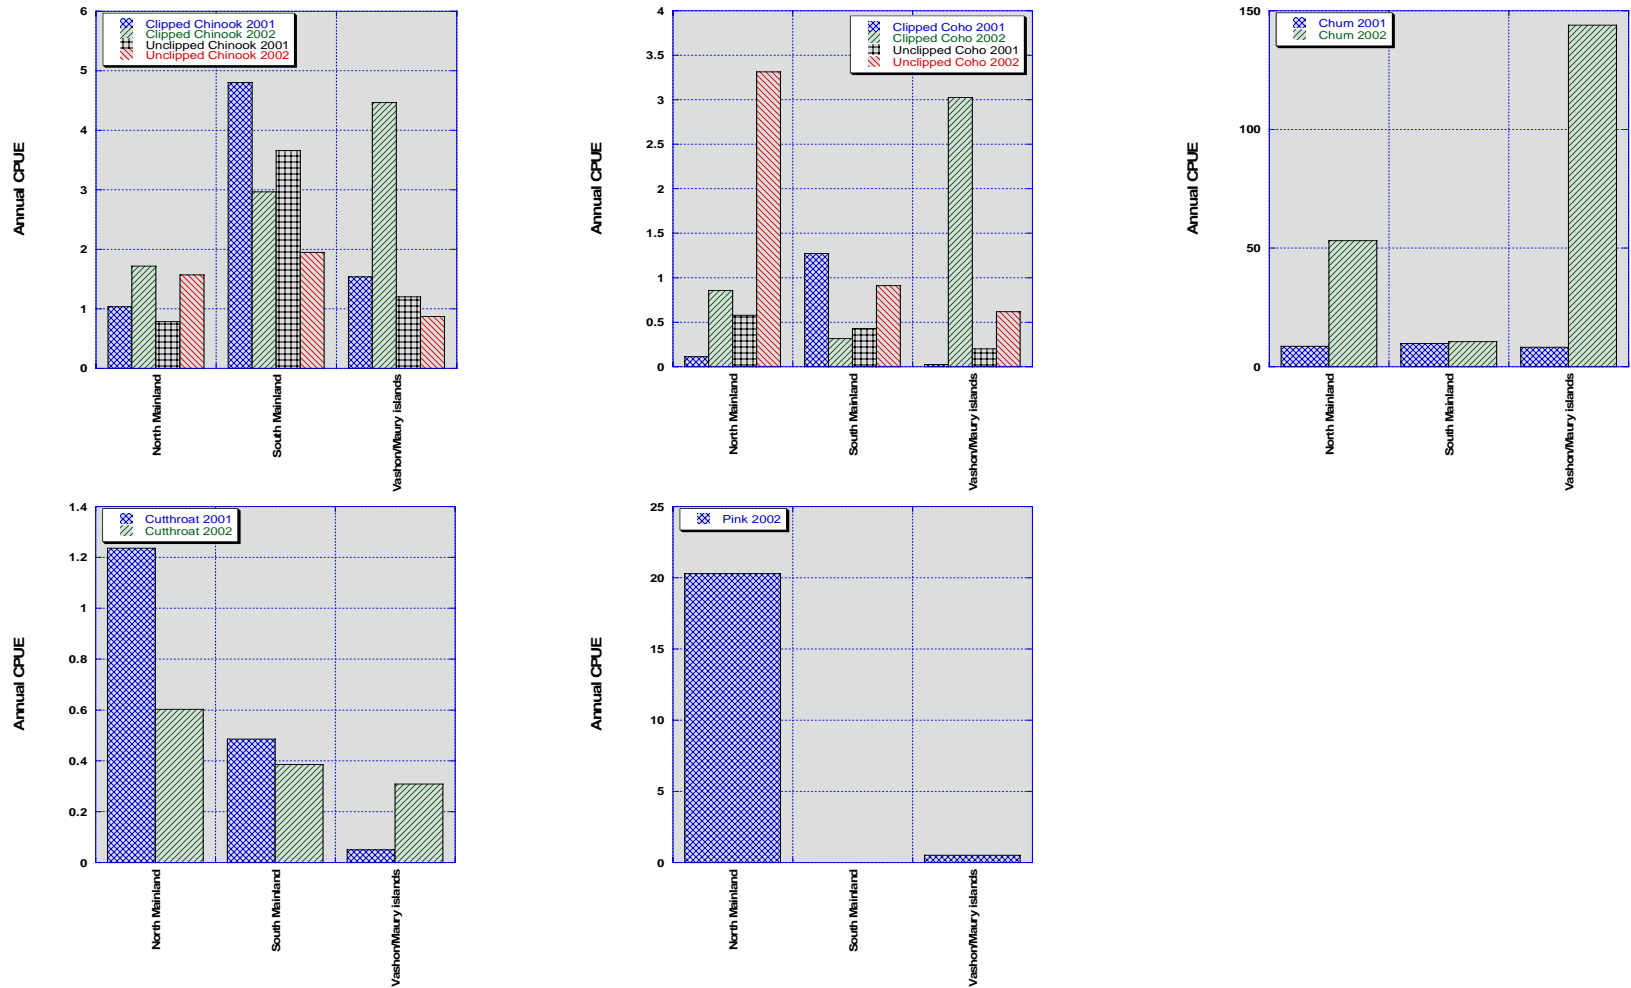 Annual CPUE
6
5
4
3
2
1
0
Clipped Chinook 2001
Clipped Chinook 2002
Unclipped Chinook 2001
Unclipped Chinook 2002
North Mainland
South Mainland
Vashon/Maury islands
Annual CPUE
4
3.5
3
2.5
2
1.5
1
0.5
0
Clipped Coho 2001
Clipped Coho 2002
Unclipped Coho 2001
Unclipped Coho 2002
North Mainland
South Mainland
Vashon/Maury islands
Annual CPUE
150
100
50
0
Chum 2001
Chum 2002
North Mainland
South Mainland
Vashon/Maury islands
Annual CPUE
1.4
1.2
1
0.8
0.6
0.4
0.2
0
Cutthroat 2001
Cutthroat 2002
North Mainland
South Mainland
Vashon/Maury islands
Annual CPUE
25
20
15
10
5
0
Pink 2002
North Mainland
South Mainland
Vashon/Maury islands